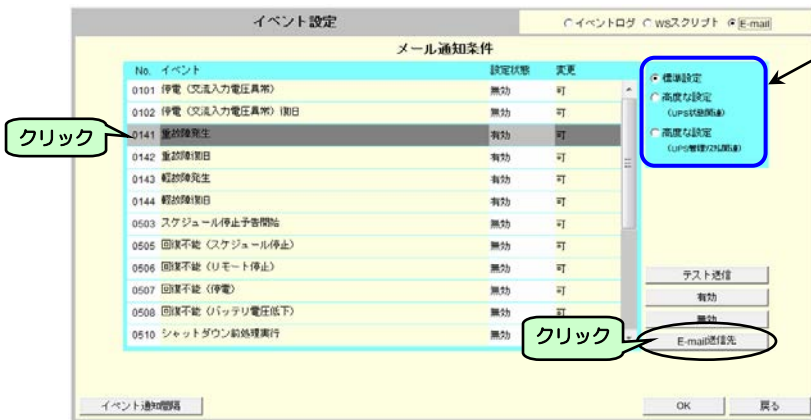 イベント設定
イベントログ WSスクリプト E-mail
メール通知条件
No. イベント 設定状態 変更
0101 停電（交流入力電圧異常） 無効 可
0102 停電（交流入力電圧異常）復旧 無効 可
0141 重故障発生 有効 可
0142 重故障復旧 有効 可
0143 軽故障発生 有効 可
0144 軽故障復旧 有効 可
0503 スケジュール停止予告開始 無効 可
0505 回復不能（スケジュール停止） 無効 可
0506 回復不能（リモート停止） 無効 可
0507 回復不能（停電） 無効 可
0508 回復不能（バッテリ電圧低下） 無効 可
0510 シャットダウン前処理実行 無効
クリック
標準設定
高度な設定
（UPS状態関連）
高度な設定
（UPS管理ｼｽﾃﾑ関連）
テスト送信
有効
無効
クリック
E-mail送信先
イベント通知間隔
OK
戻る